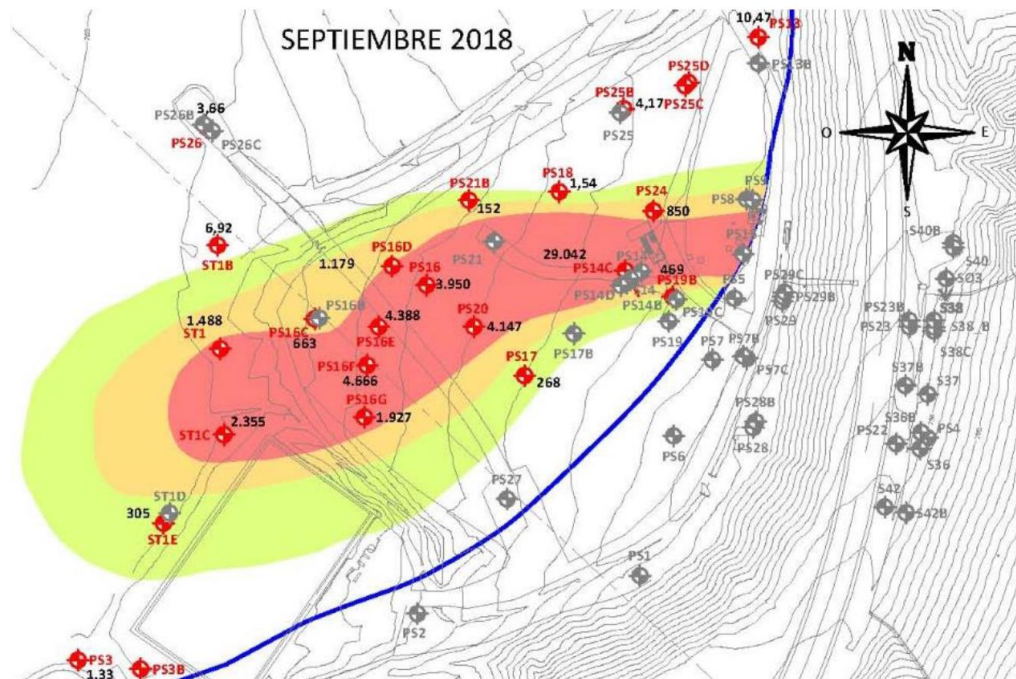 SEPTIEMBRE 2018
10,47 PS13
PS13B
N
O
E
S
PS25D
PS25B
4,17
PS25C
PS25
3.66
PS26B
PS26
PS26C
PS18
1,54
PS21B
152
PS24
850
PS9
PS8
6,92
ST1B
PS16D
1.179
PS16
3.950
PS21
29.042
PS14C
PS14
469
PS19B
PS14D
PS14B
PS5
PS29C
PS29B
PS29
S40B
S40
1.488
ST1
PS16C
PS16B
663
4.388
PS16E
PS20
4.147
PS17B
PS19
PS7
PS7B
PS7C
PS23B
PS23
S38
S38_B
S38C
PS16F
4.666
PS16G
1.927
PS17
268
S37B
S37
2.355
ST1C
PS28B
PS28
PS6
S36B
PS22
PS4
S36
ST1D
305
ST1E
PS27
S42
S42B
PS1
PS2
PS3
1.33
PS3B